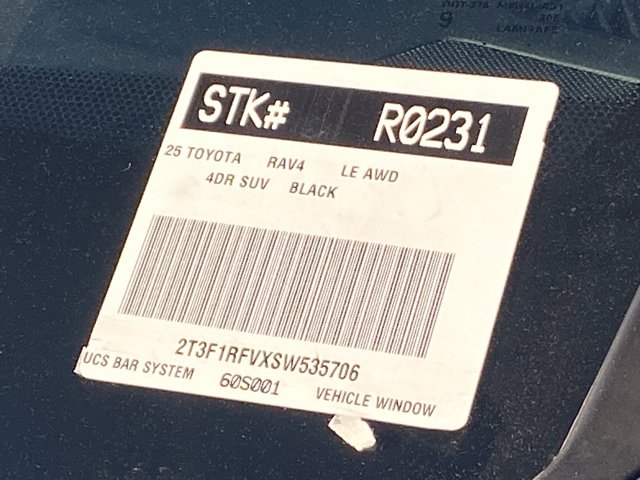 STK# R0231
25 TOYOTA RAV4 LE AWD
4DR SUV BLACK
2T3F1RFVXSW535706
UCS BAR SYSTEM 60S001 VEHICLE WINDOW